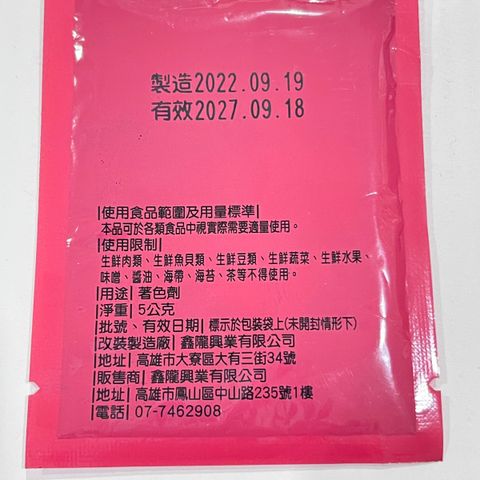 製造2022.09.19
有效2027.09.18
|使用食品範圍及用量標準|
本品可於各類食品中視實際需要適量使用。
|使用限制|
生鮮肉類、生鮮魚貝類、生鮮豆類、生鮮蔬菜、生鮮水果、
味噌、醬油、海帶、海苔、茶等不得使用。
|用途| 著色劑
|淨重| 5公克
|批號、有效日期| 標示於包裝袋上(未開封情形下)
|改裝製造廠| 鑫隴興業有限公司
|地址| 高雄市大寮區大有三街34號
|販售商| 鑫隴興業有限公司
|地址| 高雄市鳳山區中山路235號1樓
|電話| 07-7462908